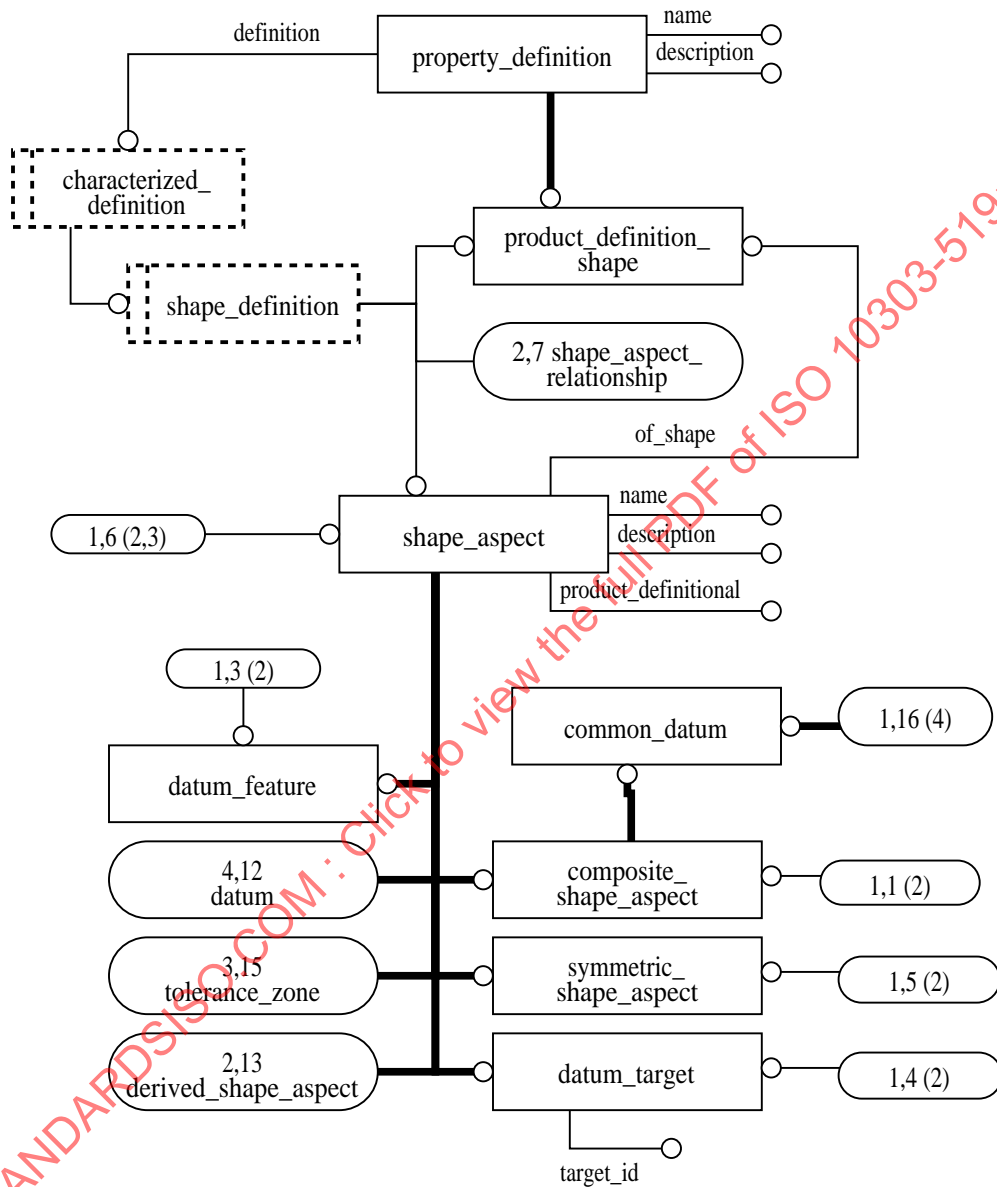 name
definition
property_definition
description
characterized_
definition
product_definition_
shape
shape_definition
2,7 shape_aspect_
relationship
of_shape
name
1,6 (2,3)
shape_aspect
description
product_definitional
1,3 (2)
common_datum
1,16 (4)
datum_feature
4,12
datum
composite_
shape_aspect
1,1 (2)
3,15
tolerance_zone
symmetric_
shape_aspect
1,5 (2)
2,13
derived_shape_aspect
datum_target
1,4 (2)
target_id
ANDARDSISO.COM : Click to view the full PDF of ISO 10303-519